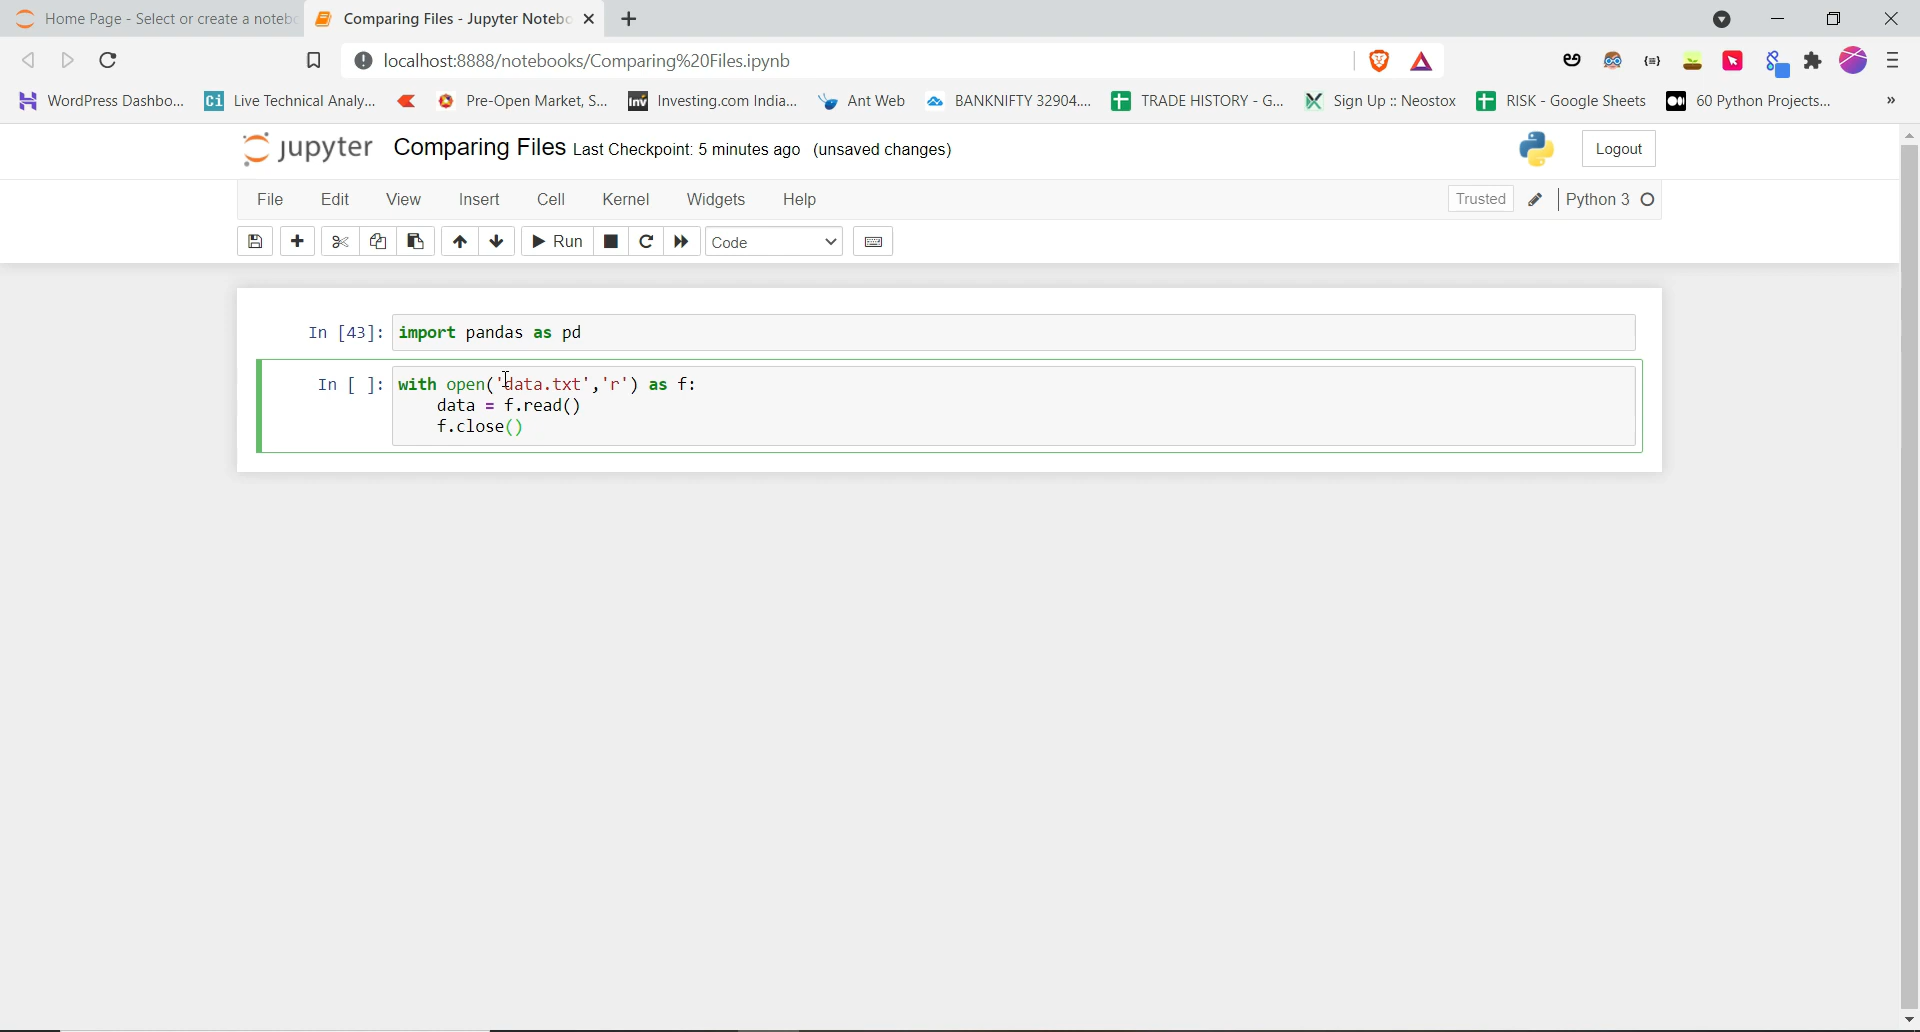 Home Page - Select or create a noteb
Comparing Files - Jupyter Notebo
localhost:8888/notebooks/Comparing%20Files.ipynb
WordPress Dashbo... Ci Live Technical Analy... Pre-Open Market, S... Inv Investing.com India... Ant Web BANKNIFTY 32904.... TRADE HISTORY - G... Sign Up :: Neostox RISK - Google Sheets 60 Python Projects... »
jupyter Comparing Files Last Checkpoint: 5 minutes ago (unsaved changes) Logout
File Edit View Insert Cell Kernel Widgets Help Trusted Python 3
Run Code
In [43]: import pandas as pd
In [ ]: with open('data.txt','r') as f:
data = f.read()
f.close()